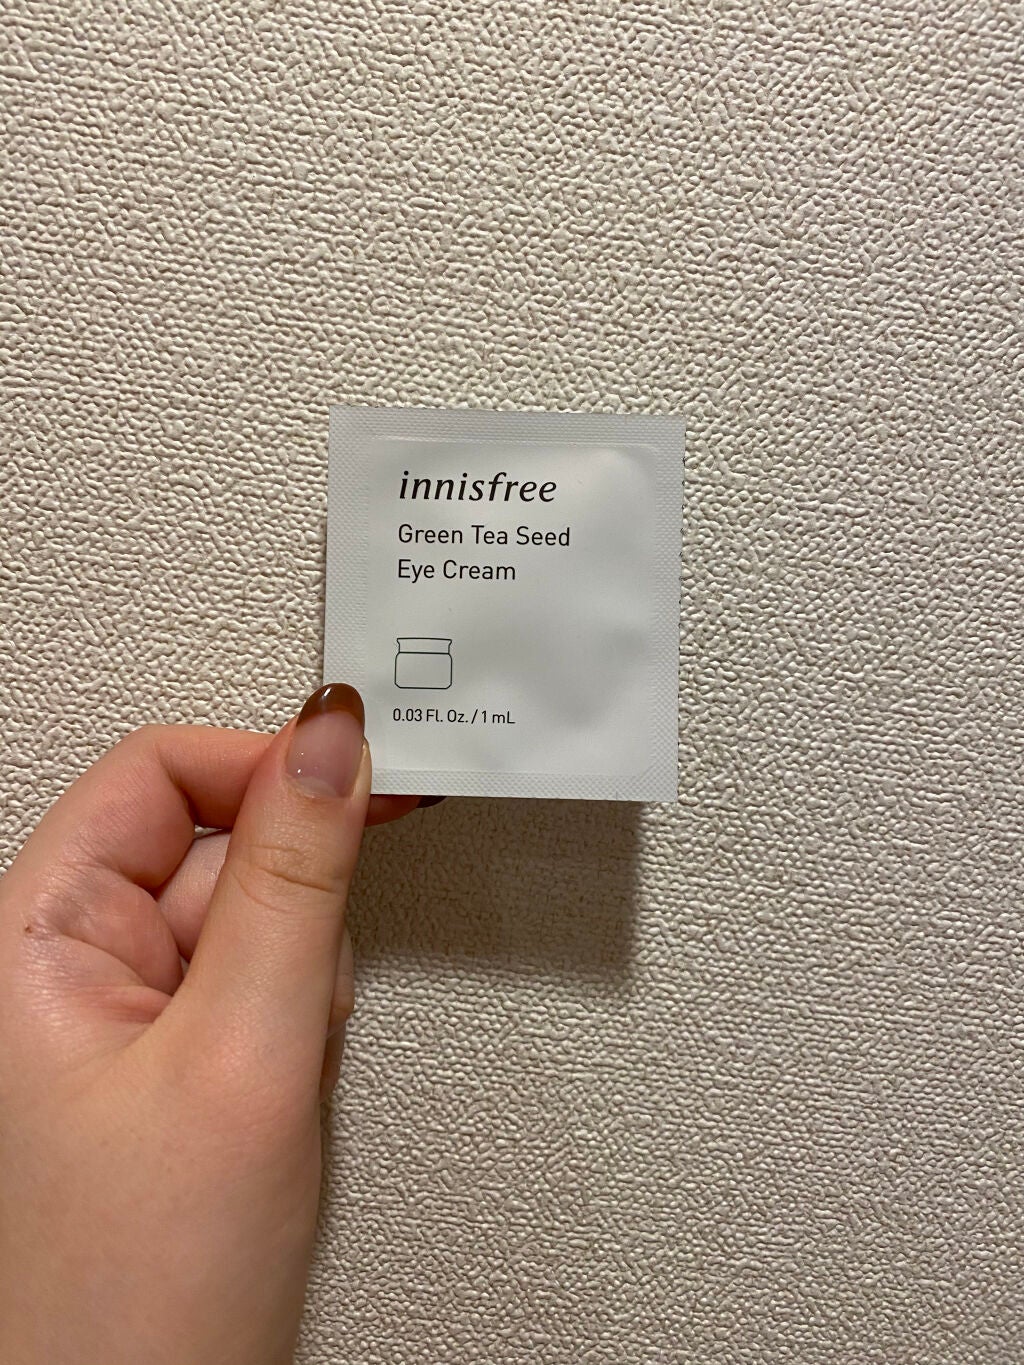 innisfree
Green Tea Seed
Eye Cream
0.03 Fl. Oz. / 1 mL